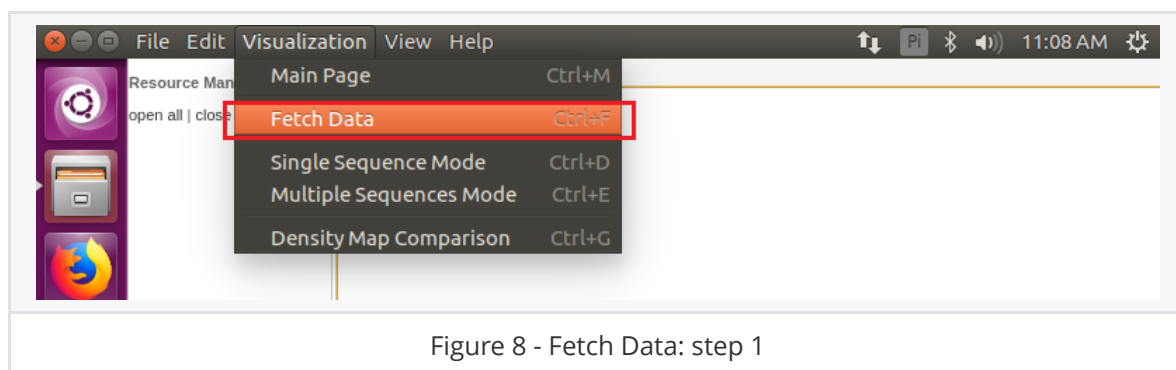 File Edit Visualization View Help Pi 11:08 AM
Resource Man
open all | close
Main Page Ctrl+M
Fetch Data Ctrl+F
Single Sequence Mode Ctrl+D
Multiple Sequences Mode Ctrl+E
Density Map Comparison Ctrl+G
Figure 8 - Fetch Data: step 1